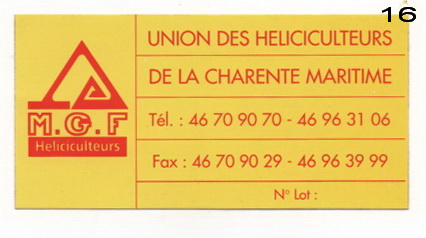 16
UNION DES HELICICULTEURS
DE LA CHARENTE MARITIME
M.G.F
Heliciculteurs
Tél. : 46 70 90 70 - 46 96 31 06
Fax : 46 70 90 29 - 46 96 39 99
N° Lot :